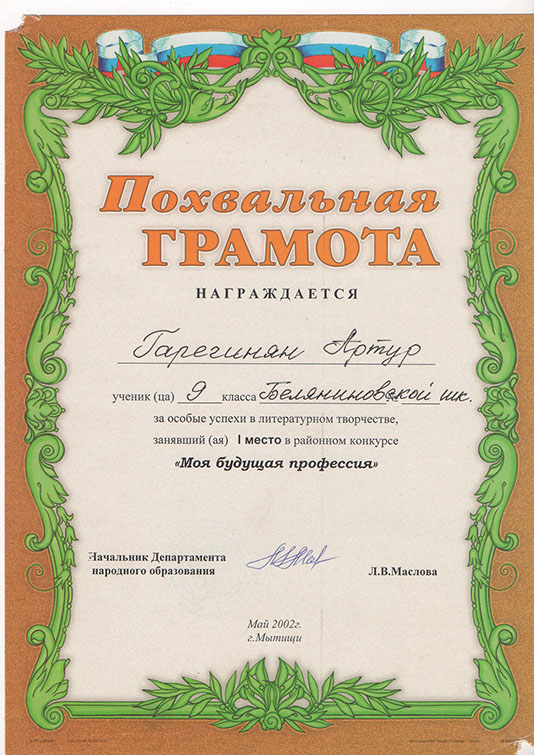 Похвальная
ГРАМОТА
НАГРАЖДАЕТСЯ
Гарегинян Артур
ученик (ца) 9 класса Беляниновской шк.
за особые успехи в литературном творчестве,
занявший (ая) I место в районном конкурсе
«Моя будущая профессия»
Начальник Департамента
народного образования
Л.В.Маслова
Май 2002г.
г.Мытищи